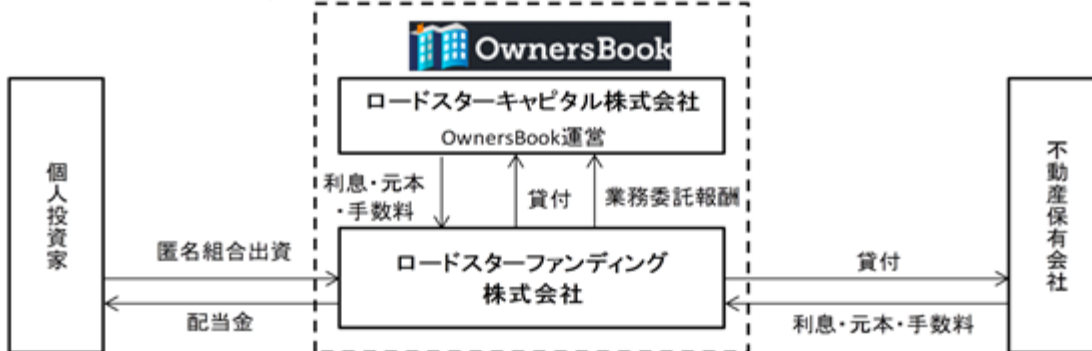 OwnersBook
ロードスターキャピタル株式会社
OwnersBook運営
個人投資家
利息・元本
・手数料
貸付
業務委託報酬
不動産保有会社
匿名組合出資
配当金
ロードスターファンディング
株式会社
貸付
利息・元本・手数料